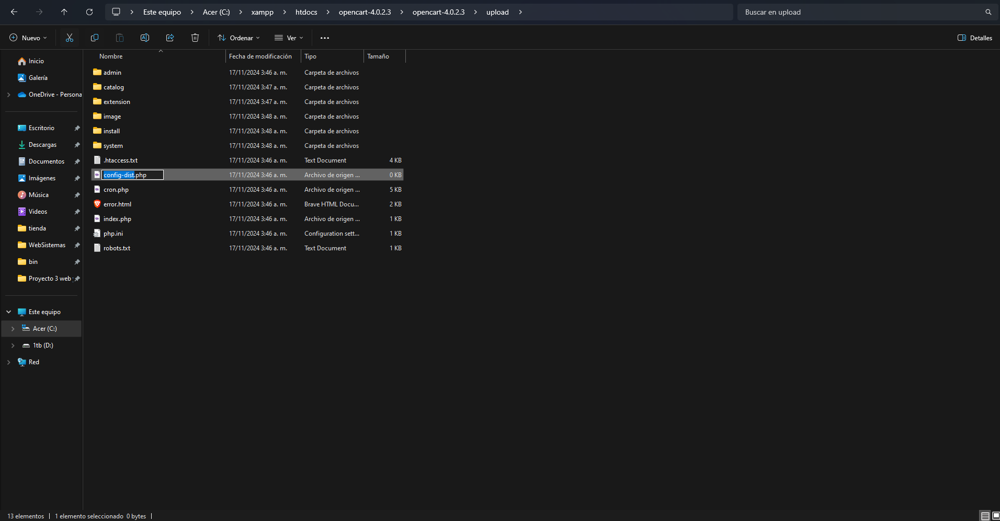 Este equipo > Acer (C:) > xampp > htdocs > opencart-4.0.2.3 > opencart-4.0.2.3 > upload >
Buscar en upload
Nuevo
Ordenar
Ver
Detalles
Inicio
Galería
OneDrive - Persona
Escritorio
Descargas
Documentos
Imágenes
Música
Videos
tienda
WebSistemas
bin
Proyecto 3 web
Este equipo
Acer (C:)
1tb (D:)
Red
Nombre Fecha de modificación Tipo Tamaño
admin 17/11/2024 3:46 a. m. Carpeta de archivos
catalog 17/11/2024 3:47 a. m. Carpeta de archivos
extension 17/11/2024 3:47 a. m. Carpeta de archivos
image 17/11/2024 3:48 a. m. Carpeta de archivos
install 17/11/2024 3:48 a. m. Carpeta de archivos
system 17/11/2024 3:48 a. m. Carpeta de archivos
.htaccess.txt 17/11/2024 3:46 a. m. Text Document 4 KB
config-dist.php 17/11/2024 3:46 a. m. Archivo de origen ... 0 KB
cron.php 17/11/2024 3:46 a. m. Archivo de origen ... 5 KB
error.html 17/11/2024 3:46 a. m. Brave HTML Docu... 2 KB
index.php 17/11/2024 3:46 a. m. Archivo de origen ... 1 KB
php.ini 17/11/2024 3:46 a. m. Configuration sett... 1 KB
robots.txt 17/11/2024 3:46 a. m. Text Document 1 KB
13 elementos | 1 elemento seleccionado 0 bytes |